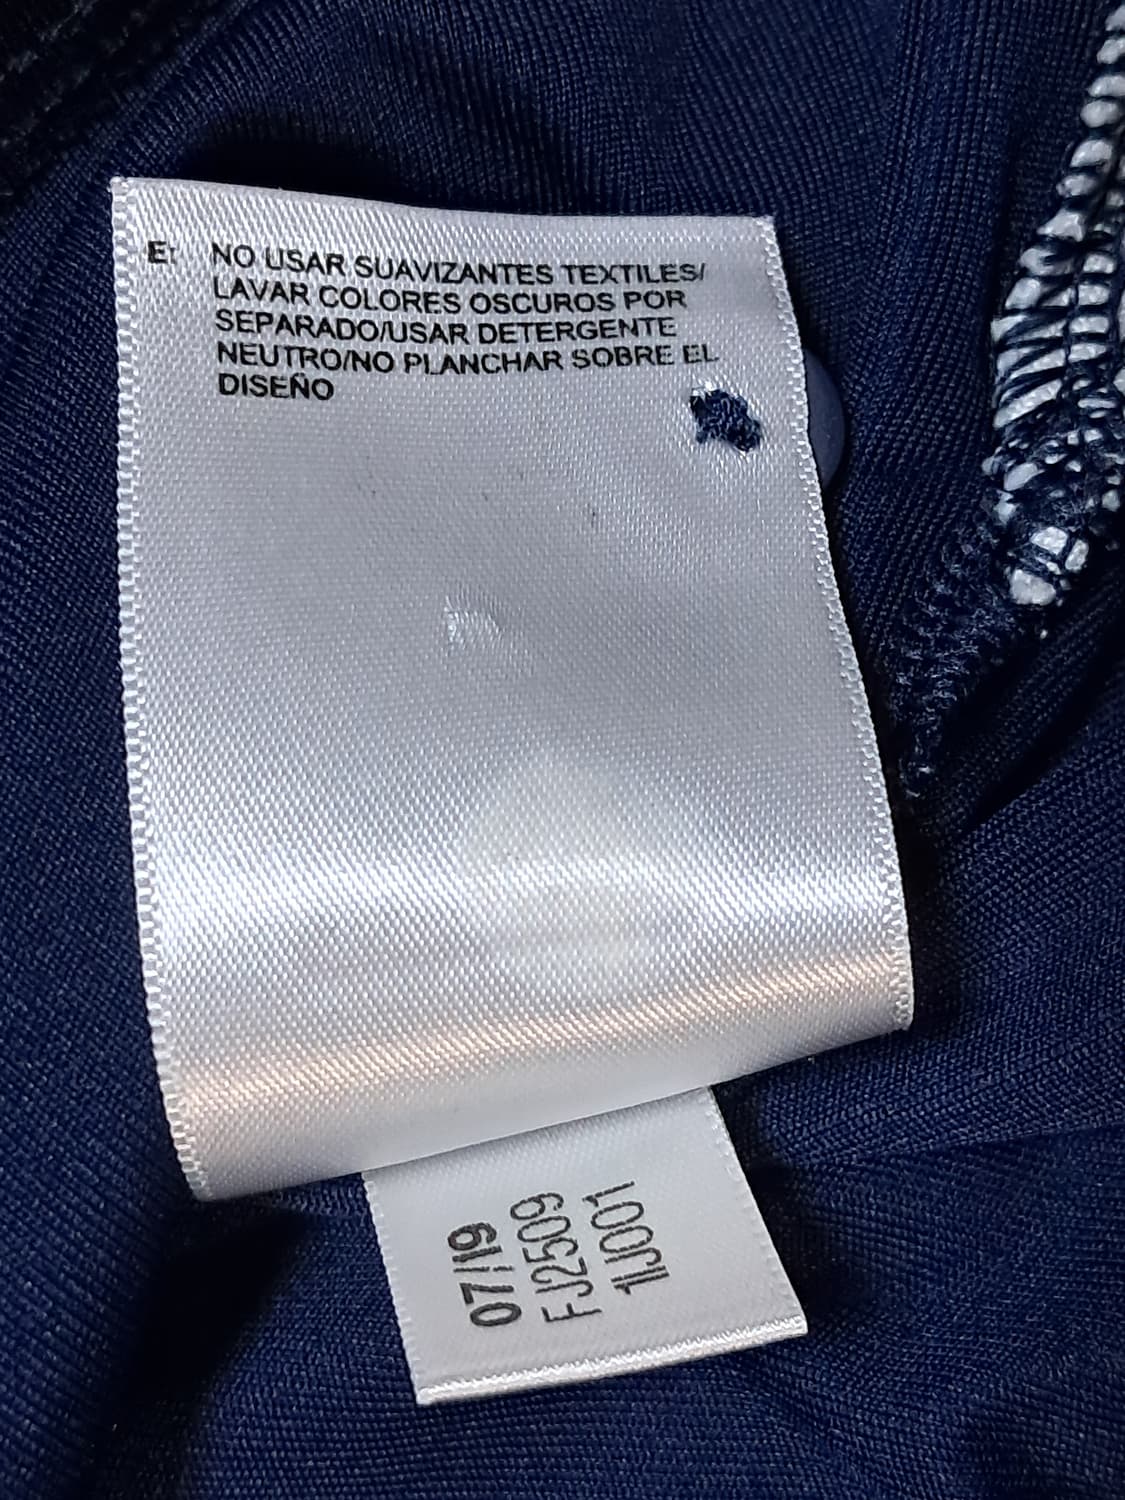 E: NO USAR SUAVIZANTES TEXTILES/
LAVAR COLORES OSCUROS POR
SEPARADO/USAR DETERGENTE
NEUTRO/NO PLANCHAR SOBRE EL
DISEÑO
07/19
FJ2509
1IJ001